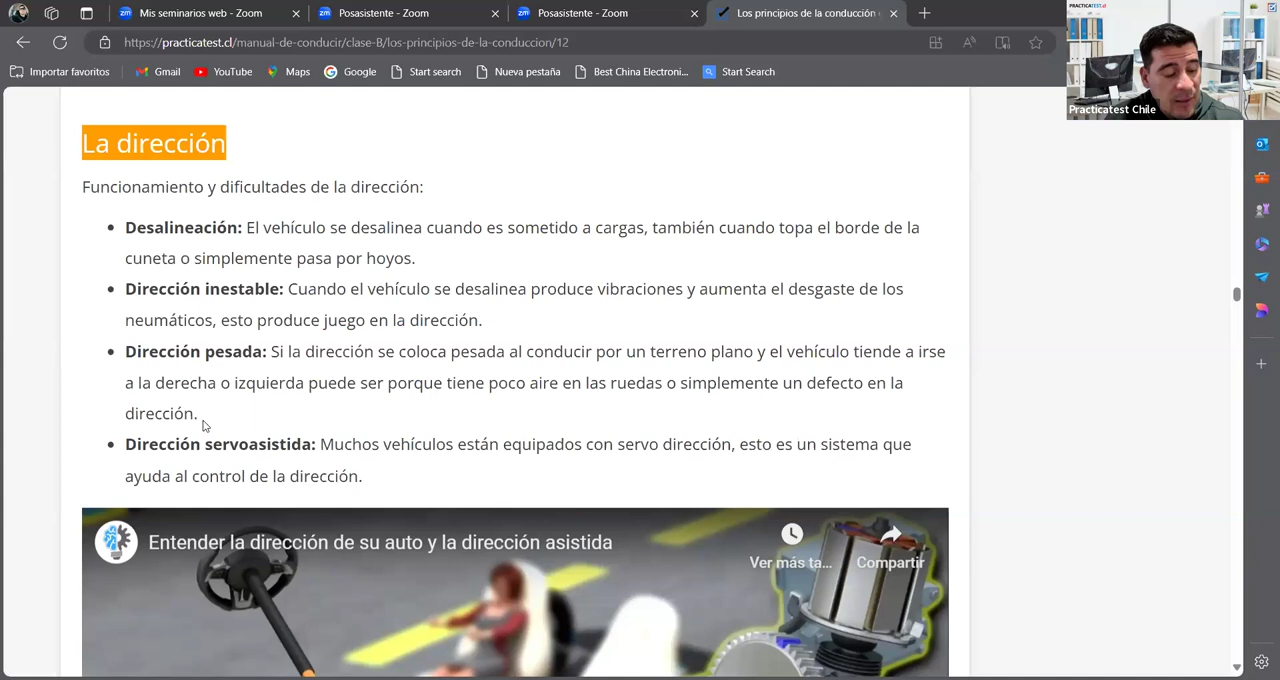 Mis seminarios web - Zoom
Posasistente - Zoom
Posasistente - Zoom
Los principios de la conducción
https://practicatest.cl/manual-de-conducir/clase-B/los-principios-de-la-conduccion/12
Importar favoritos
Gmail
YouTube
Maps
Google
Start search
Nueva pestaña
Best China Electroni...
Start Search
PRACTICATEST.cl
Practicatest Chile
La dirección
Funcionamiento y dificultades de la dirección:
Desalineación: El vehículo se desalinea cuando es sometido a cargas, también cuando topa el borde de la
cuneta o simplemente pasa por hoyos.
Dirección inestable: Cuando el vehículo se desalinea produce vibraciones y aumenta el desgaste de los
neumáticos, esto produce juego en la dirección.
Dirección pesada: Si la dirección se coloca pesada al conducir por un terreno plano y el vehículo tiende a irse
a la derecha o izquierda puede ser porque tiene poco aire en las ruedas o simplemente un defecto en la
dirección.
Dirección servoasistida: Muchos vehículos están equipados con servo dirección, esto es un sistema que
ayuda al control de la dirección.
Entender la dirección de su auto y la dirección asistida
Ver más ta...
Compartir